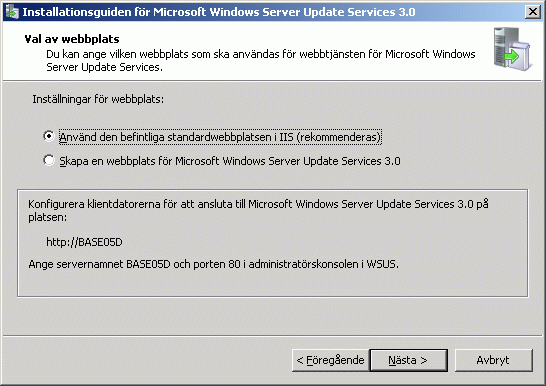 Installationsguiden för Microsoft Windows Server Update Services 3.0
Val av webbplats
Du kan ange vilken webbplats som ska användas för webbtjänsten för Microsoft Windows
Server Update Services.
Inställningar för webbplats:
Använd den befintliga standardwebbplatsen i IIS (rekommenderas)
Skapa en webbplats för Microsoft Windows Server Update Services 3.0
Konfigurera klientdatorerna för att ansluta till Microsoft Windows Server Update Services 3.0 på
platsen:
http://BASE05D
Ange servernamnet BASE05D och porten 80 i administratörskonsolen i WSUS.
< Föregående
Nästa >
Avbryt